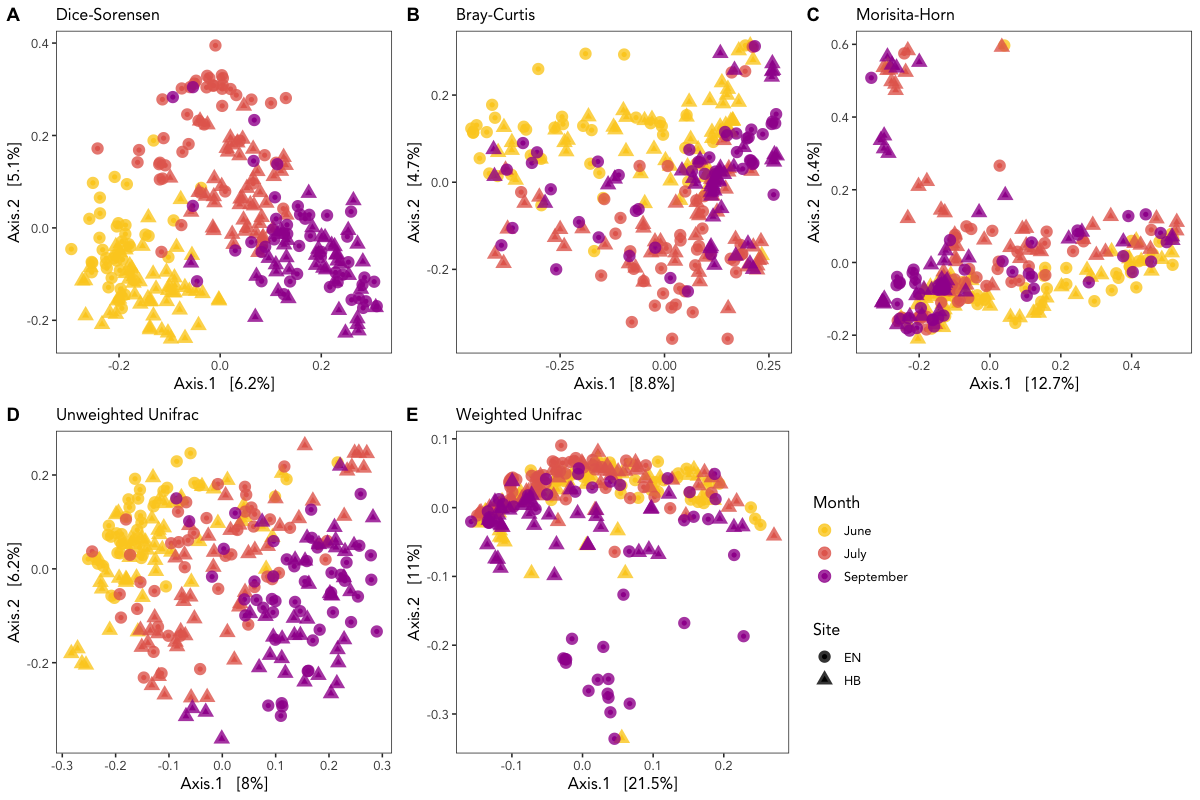 A Dice-Sorensen
0.4
0.2
0.0
-0.2
Axis.2 [5.1%]
-0.2 0.0 0.2
Axis.1 [6.2%]
B Bray-Curtis
0.2
0.0
-0.2
Axis.2 [4.7%]
-0.25 0.00 0.25
Axis.1 [8.8%]
C Morisita-Horn
0.6
0.4
0.2
0.0
-0.2
Axis.2 [6.4%]
-0.2 0.0 0.2 0.4
Axis.1 [12.7%]
D Unweighted Unifrac
0.2
0.0
-0.2
Axis.2 [6.2%]
-0.3 -0.2 -0.1 0.0 0.1 0.2 0.3
Axis.1 [8%]
E Weighted Unifrac
0.1
0.0
-0.1
-0.2
-0.3
Axis.2 [11%]
-0.1 0.0 0.1 0.2
Axis.1 [21.5%]
Month
June
July
September
Site
EN
HB